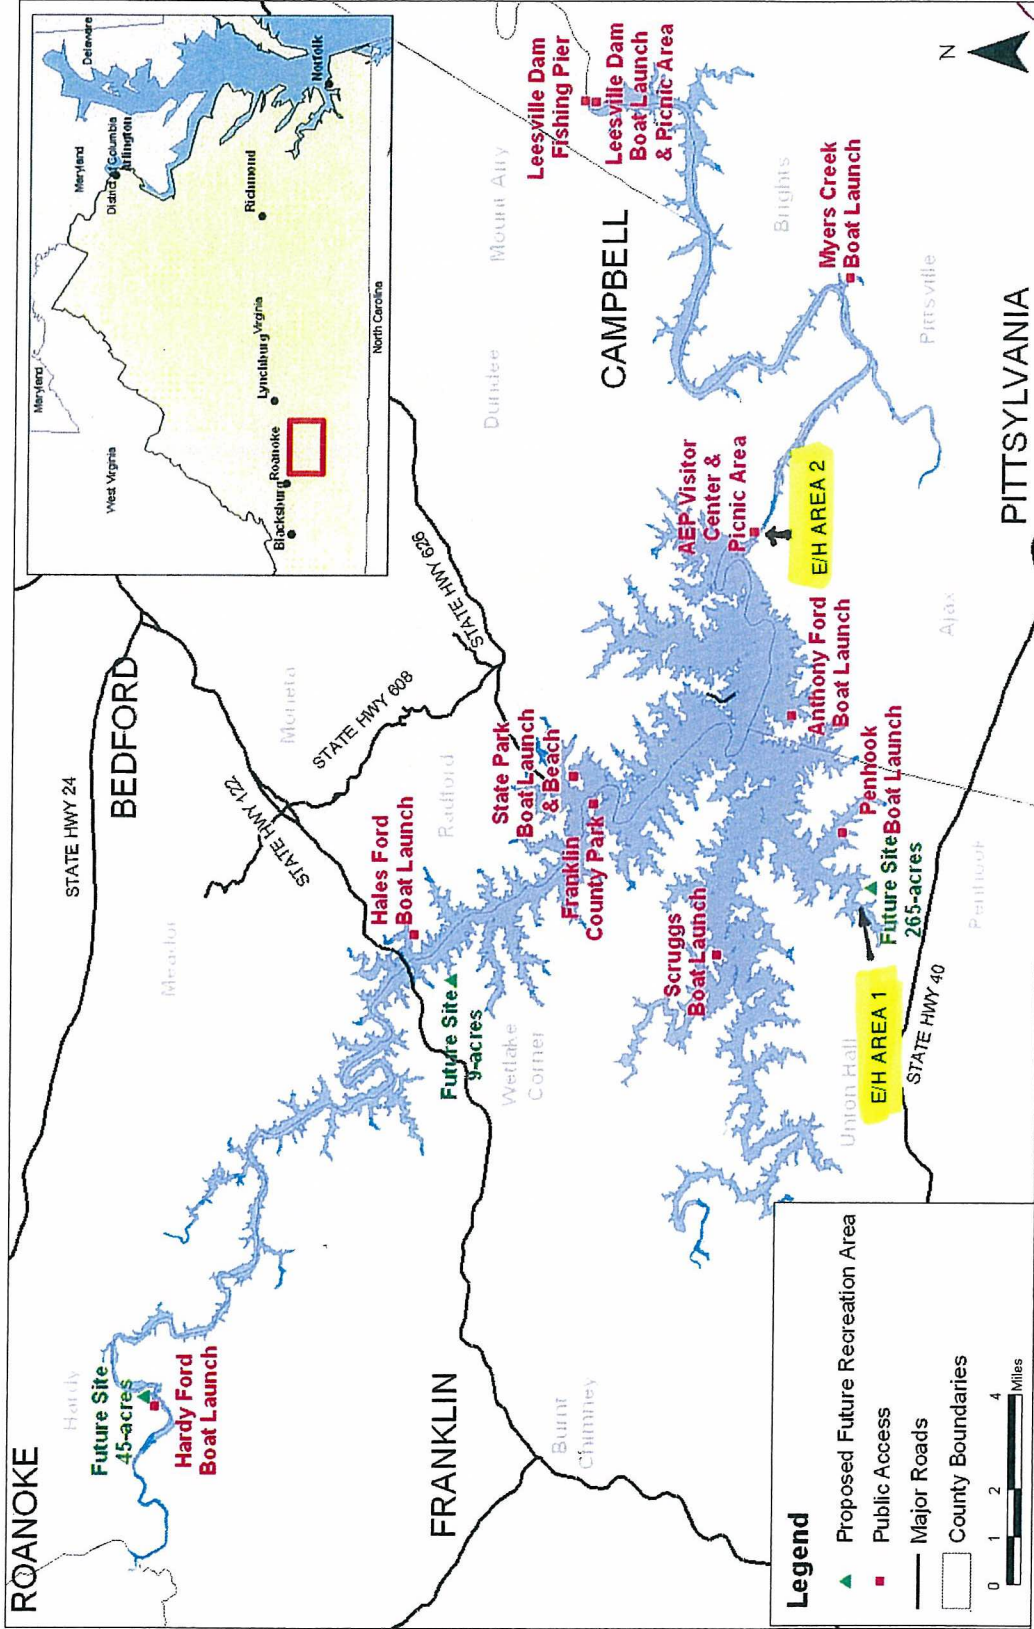 ROANOKE
Hardy
Future Site
45-acres
Hardy Ford
Boat Launch
FRANKLIN
Burnt
Chimney
STATE HWY 24
BEDFORD
STATE HWY 122
Moneta
STATE HWY 608
STATE HWY 626
Meador
Radford
Hales Ford
Boat Launch
Future Site
9-acres
Wetlake
Corner
State Park
Boat Launch
& Beach
Franklin
County Park
Scruggs
Boat Launch
Union Hall
E/H AREA 1
STATE HWY 40
Future Site
265-acres
Penhook
Boat Launch
Penhook
Anthony Ford
Boat Launch
Ajax
AEP Visitor
Center &
Picnic Area
E/H AREA 2
Dundee
Mount Airy
CAMPBELL
Leesville Dam
Fishing Pier
Leesville Dam
Boat Launch
& Picnic Area
Brights
Myers Creek
Boat Launch
Pittsville
PITTSYLVANIA
N
Maryland
West Virginia
Maryland
Delaware
District of Columbia
Arlington
Richmond
Norfolk
Lynchburg
Virginia
Roanoke
Blacksburg
North Carolina
Legend
Proposed Future Recreation Area
Public Access
Major Roads
County Boundaries
0 1 2 4
Miles